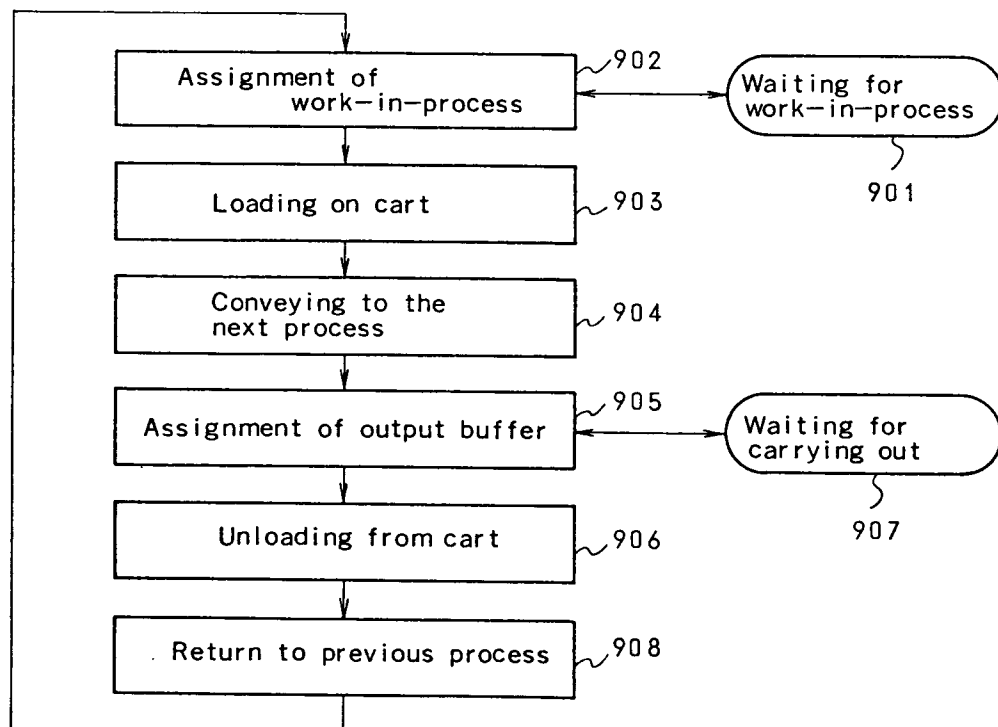 Assignment of
work-in-process
902
Waiting for
work-in-process
901
Loading on cart
903
Conveying to the
next process
904
Assignment of output buffer
905
Waiting for
carrying out
907
Unloading from cart
906
Return to previous process
908